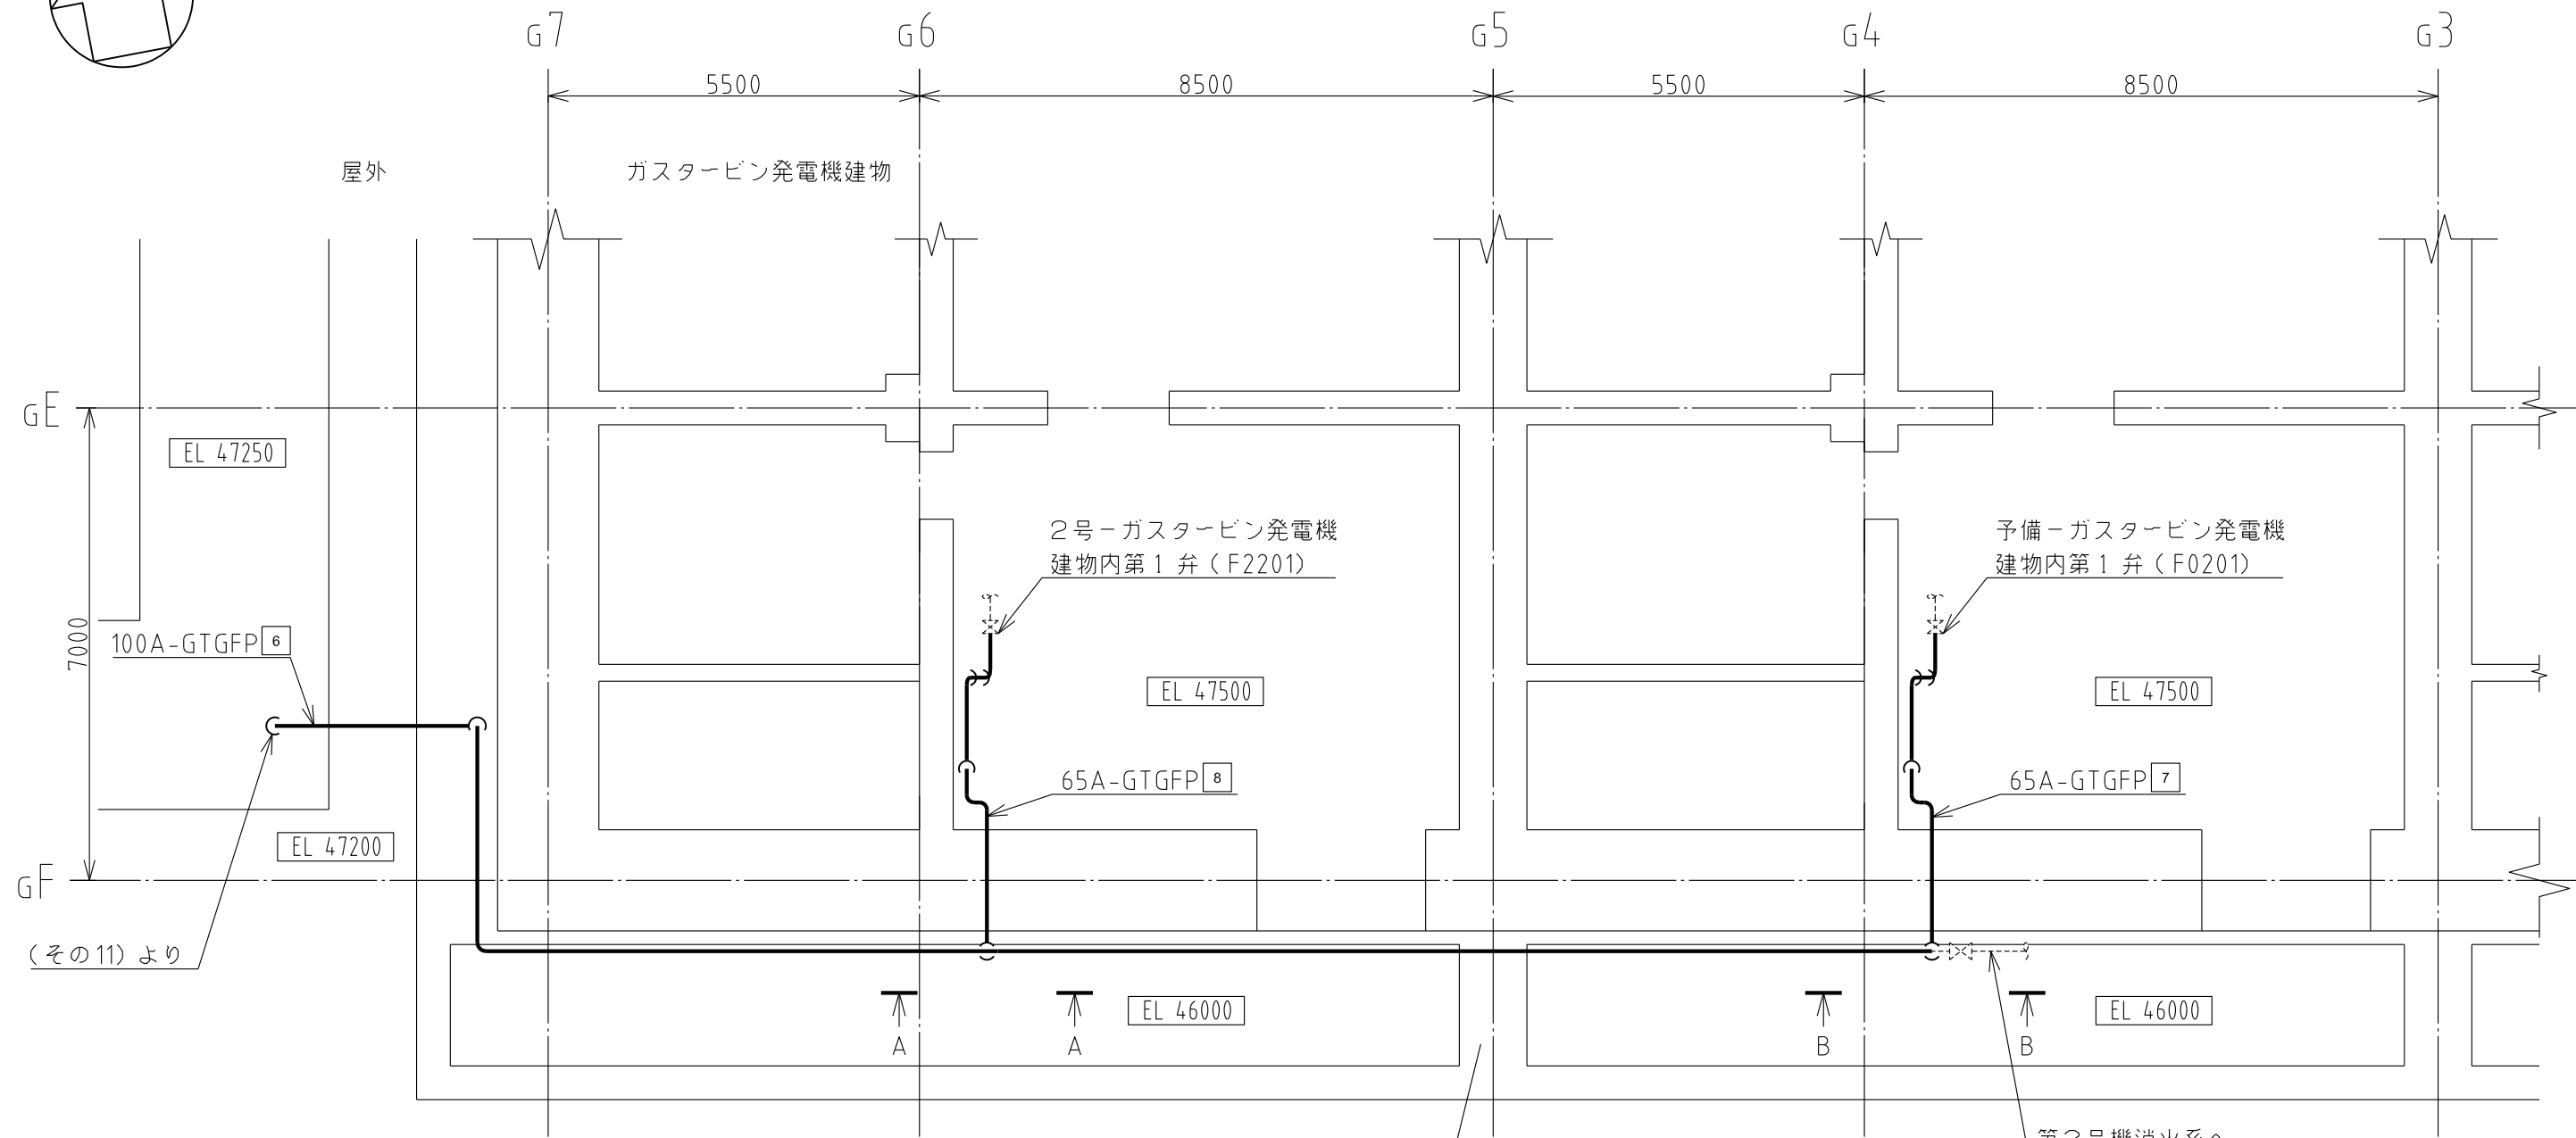 G7
G6
G5
G4
G3
5500
8500
5500
8500
屋外
ガスタービン発電機建物
GE
EL 47250
2号-ガスタービン発電機
建物内第1弁(F2201)
予備-ガスタービン発電機
建物内第1弁(F0201)
7000
100A-GTGFP 6
EL 47500
EL 47500
65A-GTGFP 8
65A-GTGFP 7
EL 47200
GF
(その11)より
EL 46000
EL 46000
A
A
B
B